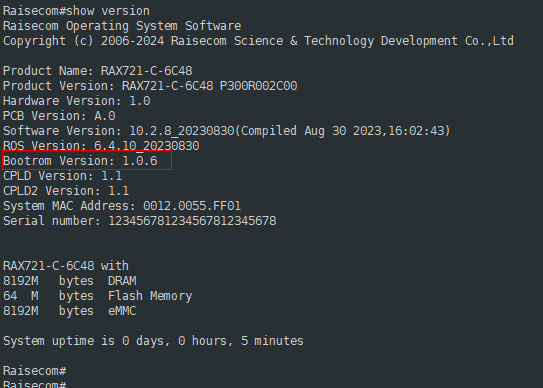 Raisecom#show version
Raisecom Operating System Software
Copyright (c) 2006-2024 Raisecom Science & Technology Development Co.,Ltd
Product Name: RAX721-C-6C48
Product Version: RAX721-C-6C48 P300R002C00
Hardware Version: 1.0
PCB Version: A.0
Software Version: 10.2.8_20230830(Compiled Aug 30 2023,16:02:43)
ROS Version: 6.4.10_20230830
Bootrom Version: 1.0.6
CPLD Version: 1.1
CPLD2 Version: 1.1
System MAC Address: 0012.0055.FF01
Serial number: 123456781234567812345678
RAX721-C-6C48 with
8192M   bytes  DRAM
64  M   bytes  Flash Memory
8192M   bytes  eMMC
System uptime is 0 days, 0 hours, 5 minutes
Raisecom#
Raisecom#